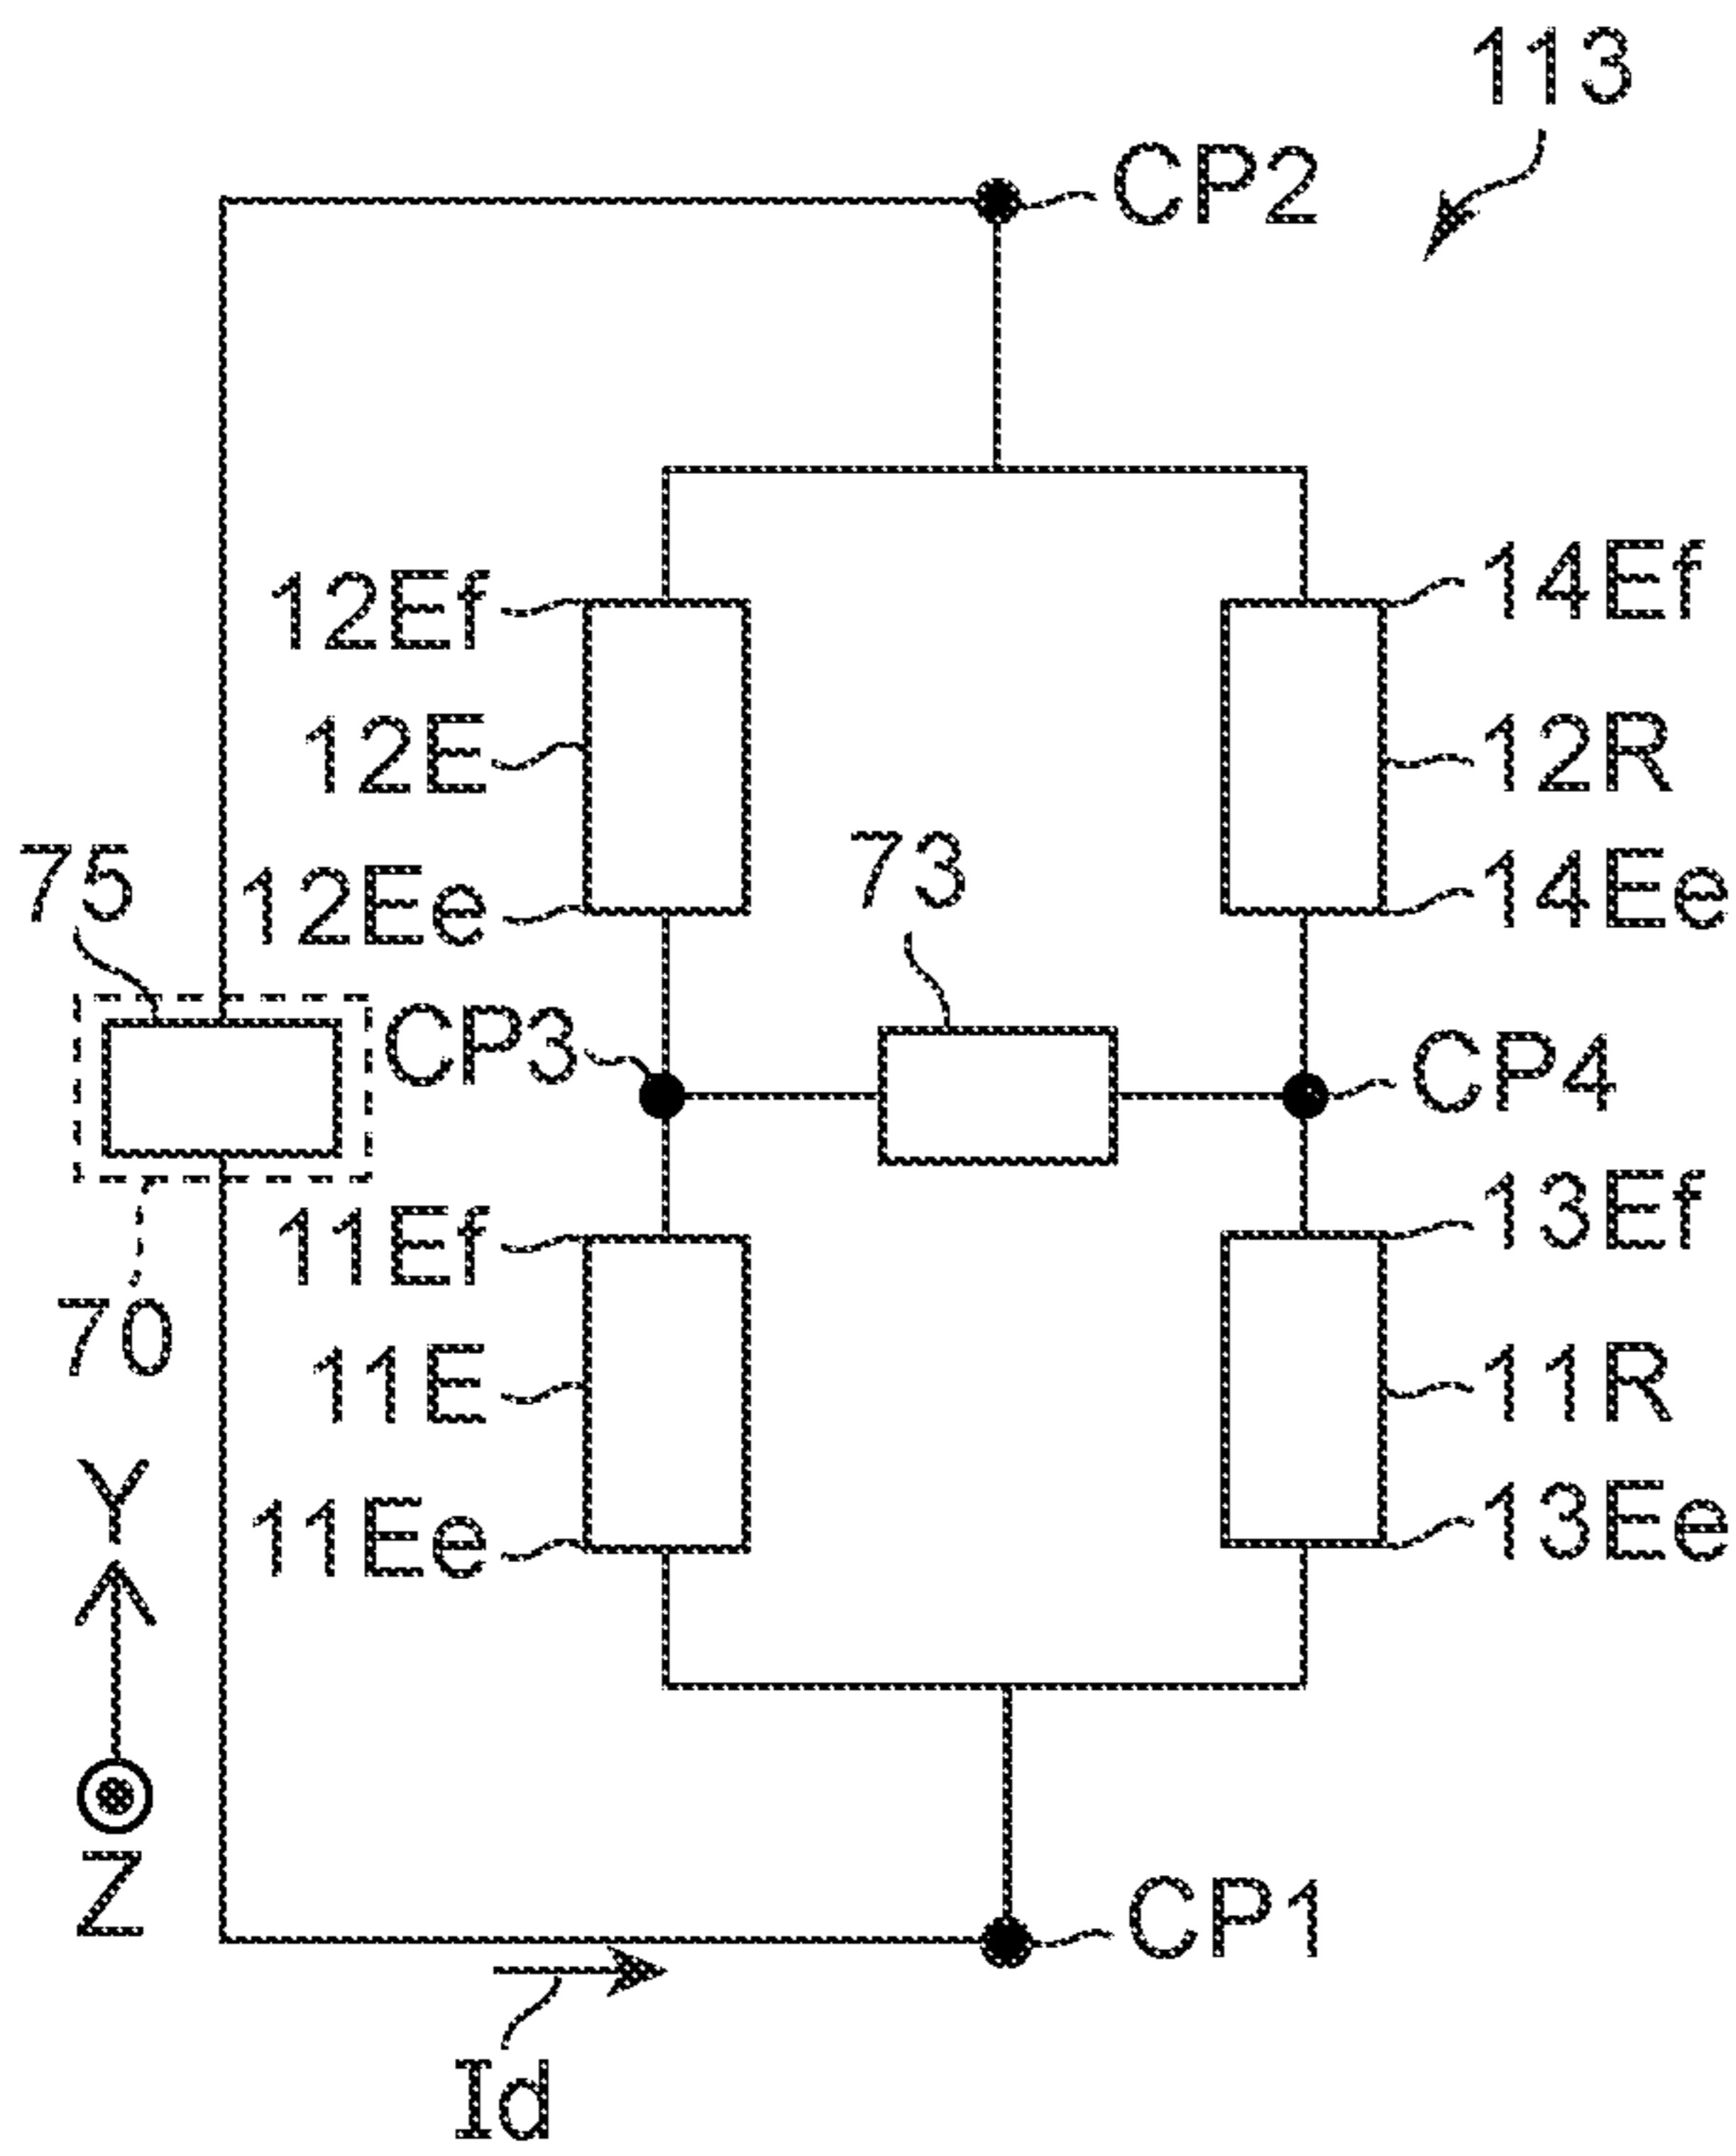 113
CP2
12Ef
14Ef
12E
12R
75
12Ee
73
14Ee
CP3
CP4
11Ef
13Ef
70
11E
11R
Y
11Ee
13Ee
Z
CP1
Id